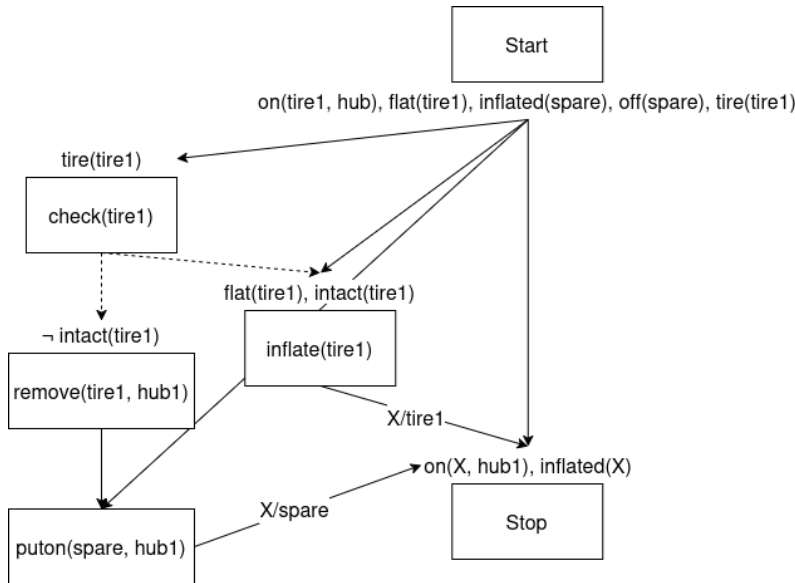 Start
on(tire1, hub), flat(tire1), inflated(spare), off(spare), tire(tire1)
tire(tire1)
check(tire1)
flat(tire1), intact(tire1)
¬ intact(tire1)
inflate(tire1)
remove(tire1, hub1)
X/tire1
on(X, hub1), inflated(X)
X/spare
Stop
puton(spare, hub1)